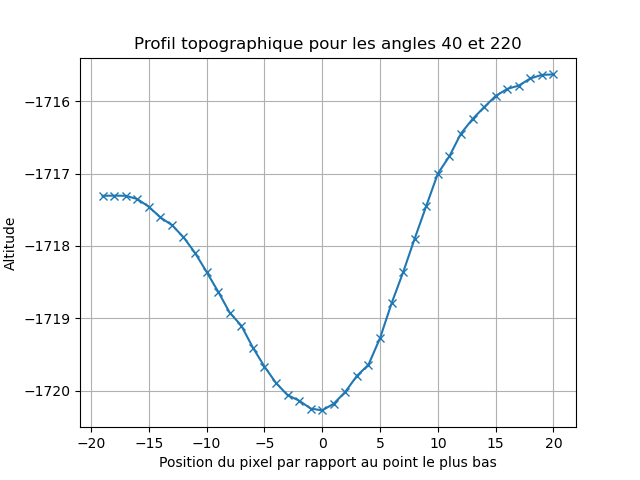 Profil topographique pour les angles 40 et 220
−1716
−1717
−1718
−1719
−1720
Altitude
−20 −15 −10 −5 0 5 10 15 20
Position du pixel par rapport au point le plus bas